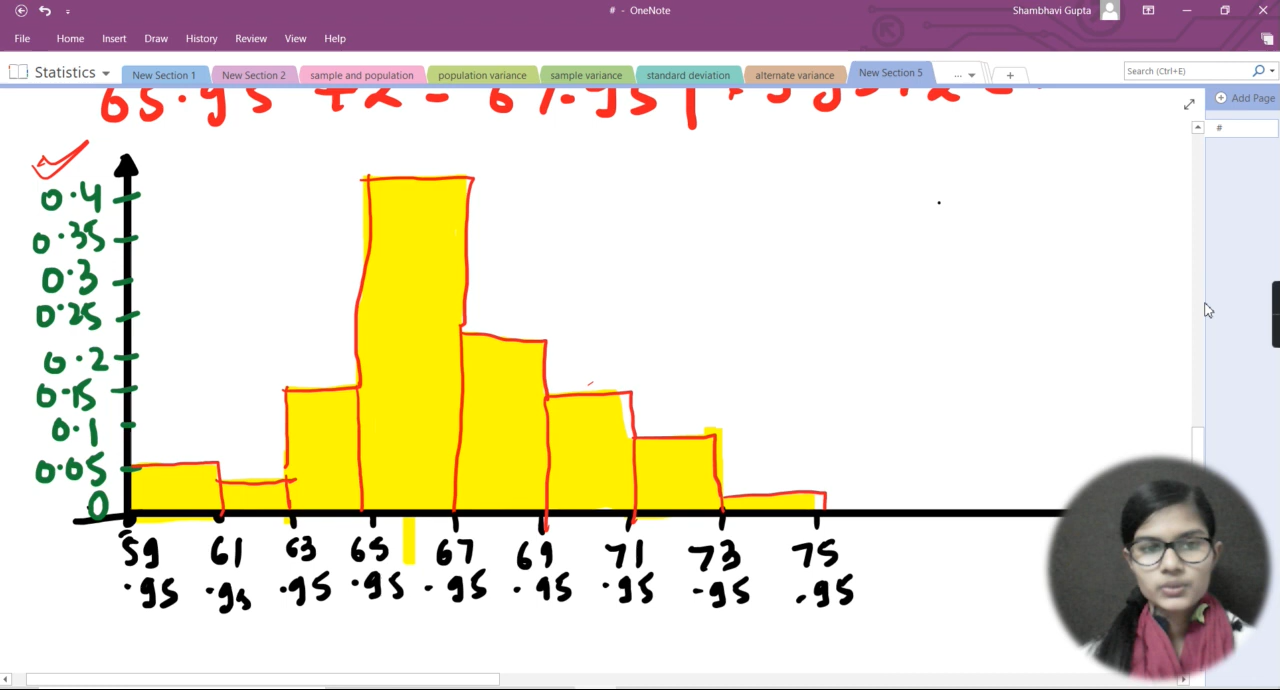 # - OneNote
Shambhavi Gupta
File Home Insert Draw History Review View Help
Statistics
New Section 1 New Section 2 sample and population population variance sample variance standard deviation alternate variance New Section 5 ... +
Search (Ctrl+E)
Add Page
#
65.95 +2 = 67.95
0.4
0.35
0.3
0.25
0.2
0.15
0.1
0.05
0
59 61 63 65 67 69 71 73 75
.95 .95 .95 .95 .95 .95 .95 .95 .95